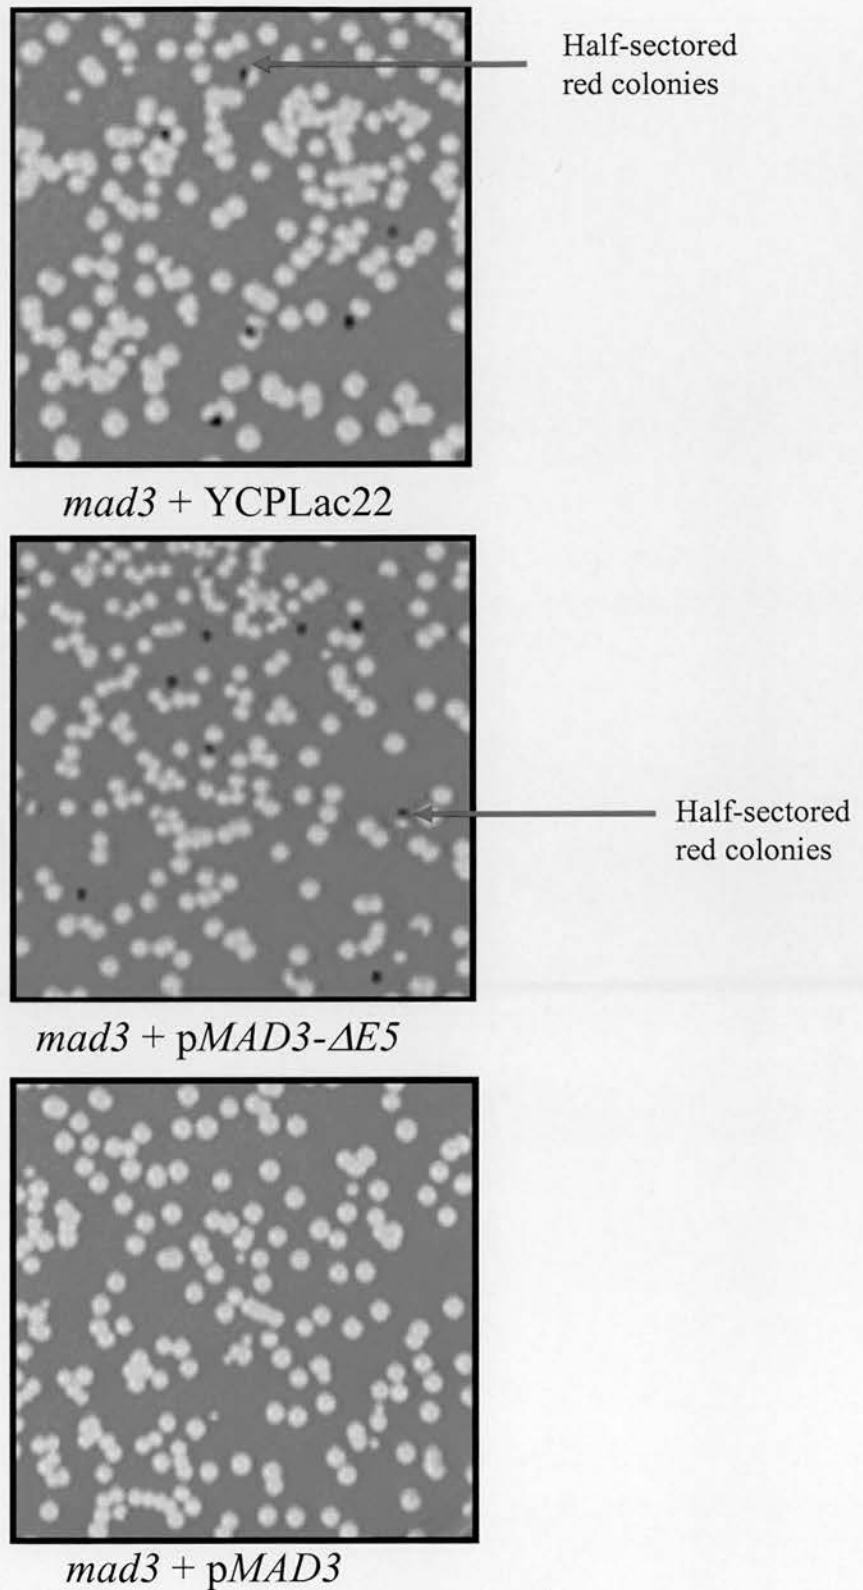 Half-sectored
red colonies
mad3 + YCPLac22
Half-sectored
red colonies
mad3 + pMAD3-ΔE5
mad3 + pMAD3